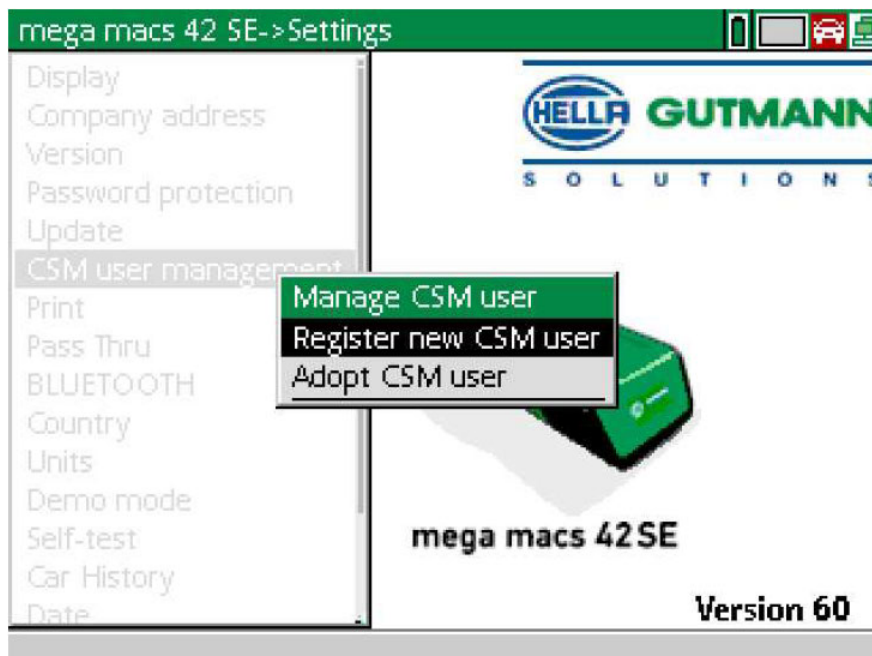 mega macs 42 SE->Settings
Display
Company address
Version
Password protection
Update
CSM user management
Print
Pass Thru
BLUETOOTH
Country
Units
Demo mode
Self-test
Car History
Date
Manage CSM user
Register new CSM user
Adopt CSM user
HELLA GUTMANN
SOLUTIONS
mega macs 42SE
Version 60